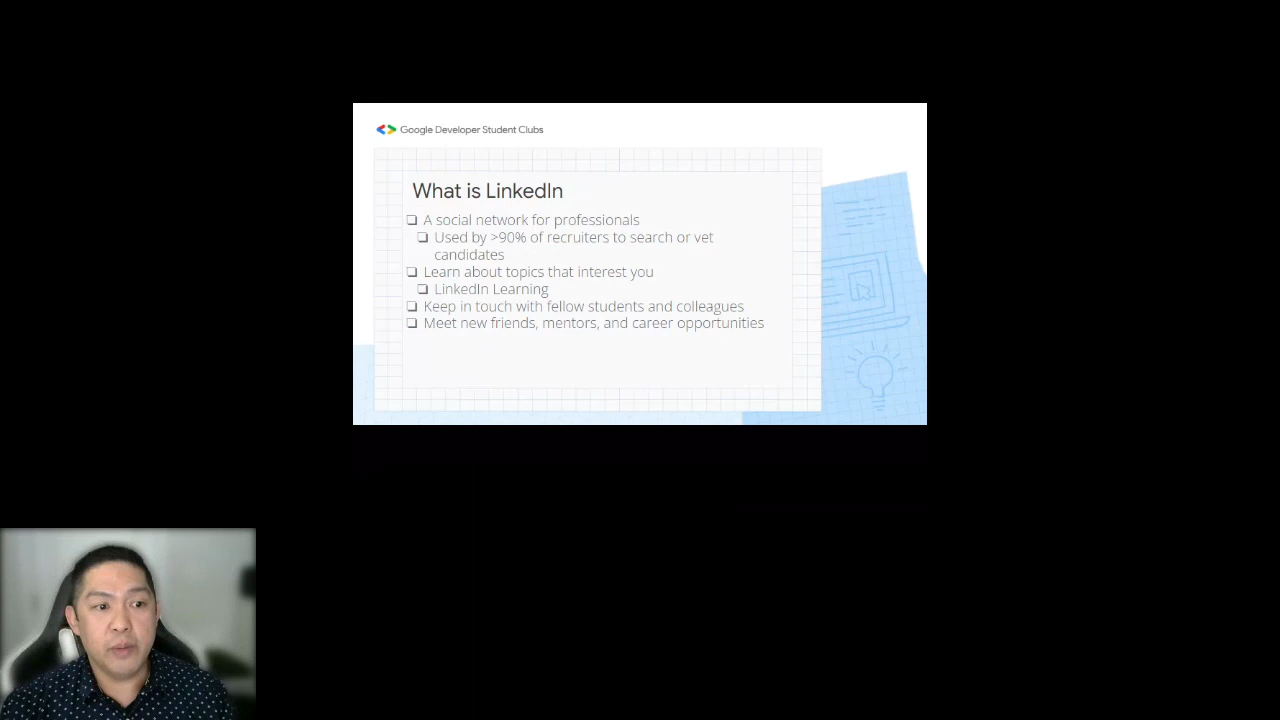 Google Developer Student Clubs
What is LinkedIn
❏ A social network for professionals
❏ Used by >90% of recruiters to search or vet
candidates
❏ Learn about topics that interest you
❏ LinkedIn Learning
❏ Keep in touch with fellow students and colleagues
❏ Meet new friends, mentors, and career opportunities